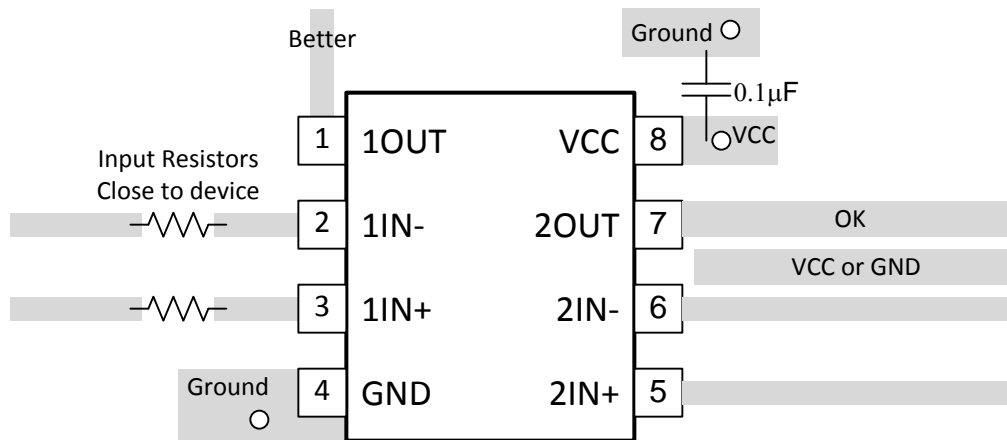 Better
Ground
0.1µF
1 1OUT VCC 8 VCC
Input Resistors
Close to device
2 1IN- 2OUT 7 OK
VCC or GND
3 1IN+ 2IN- 6
Ground
4 GND 2IN+ 5